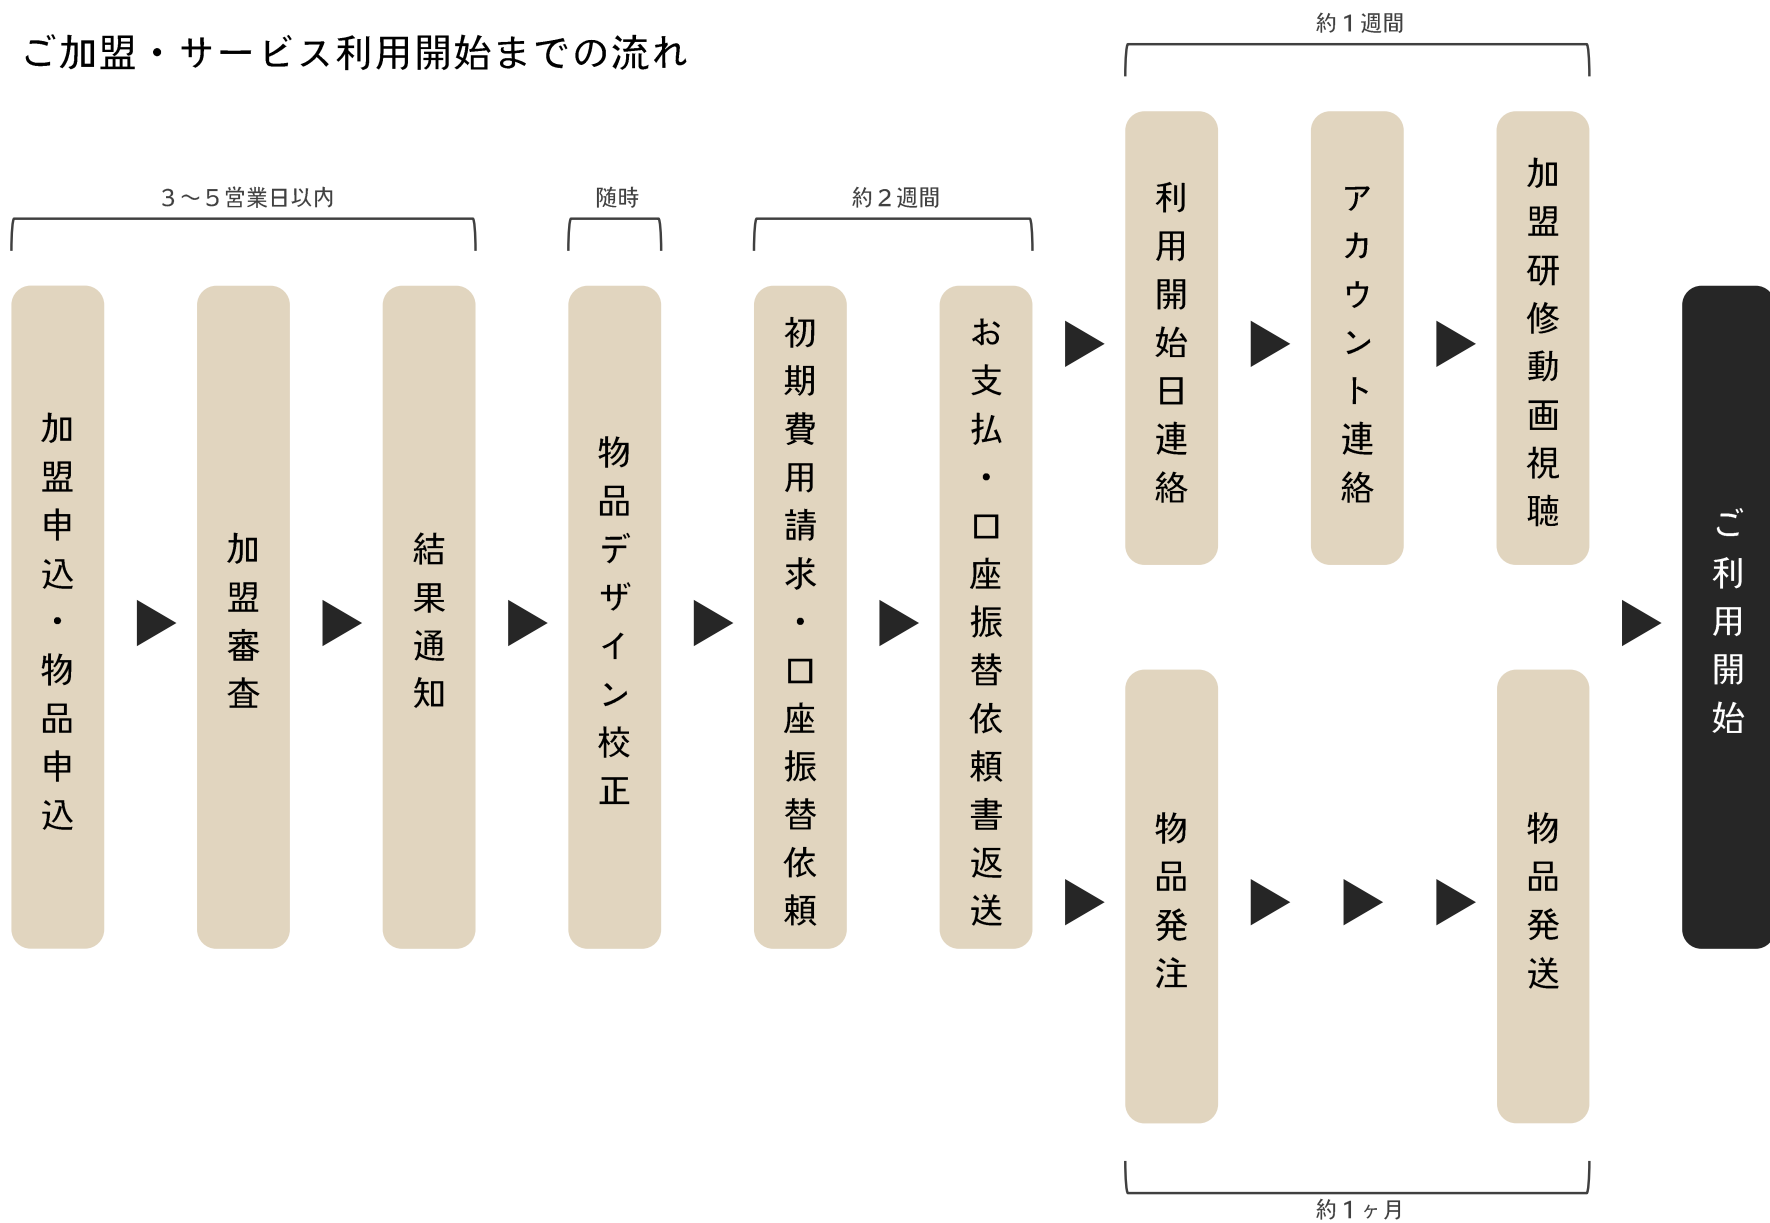 ご加盟・サービス利用開始までの流れ
3〜5営業日以内
加盟申込・物品申込
加盟審査
結果通知
随時
物品デザイン校正
約2週間
初期費用請求・口座振替依頼
お支払・口座振替依頼書返送
約1週間
利用開始日連絡
アカウント連絡
加盟研修動画視聴
物品発注
物品発送
約1ヶ月
ご利用開始